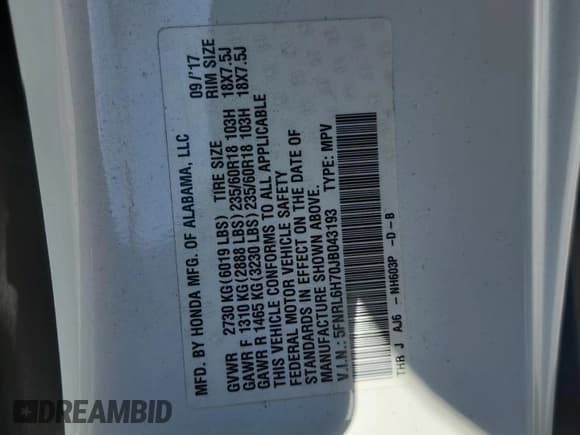 MFD. BY HONDA MFG. OF ALABAMA, LLC 09/'17
GVWR 2730 KG(6019 LBS) TIRE SIZE RIM SIZE
GAWR F 1310 KG(2888 LBS) 235/60R18 103H 18X7.5J
GAWR R 1465 KG(3230 LBS) 235/60R18 103H 18X7.5J
THIS VEHICLE CONFORMS TO ALL APPLICABLE
FEDERAL MOTOR VEHICLE SAFETY
STANDARDS IN EFFECT ON THE DATE OF
MANUFACTURE SHOWN ABOVE.
V.I.N.: 5FNRL6H70JB043193 TYPE: MPV
THR J AJ6 - NH603P -D-B
DREAMBID